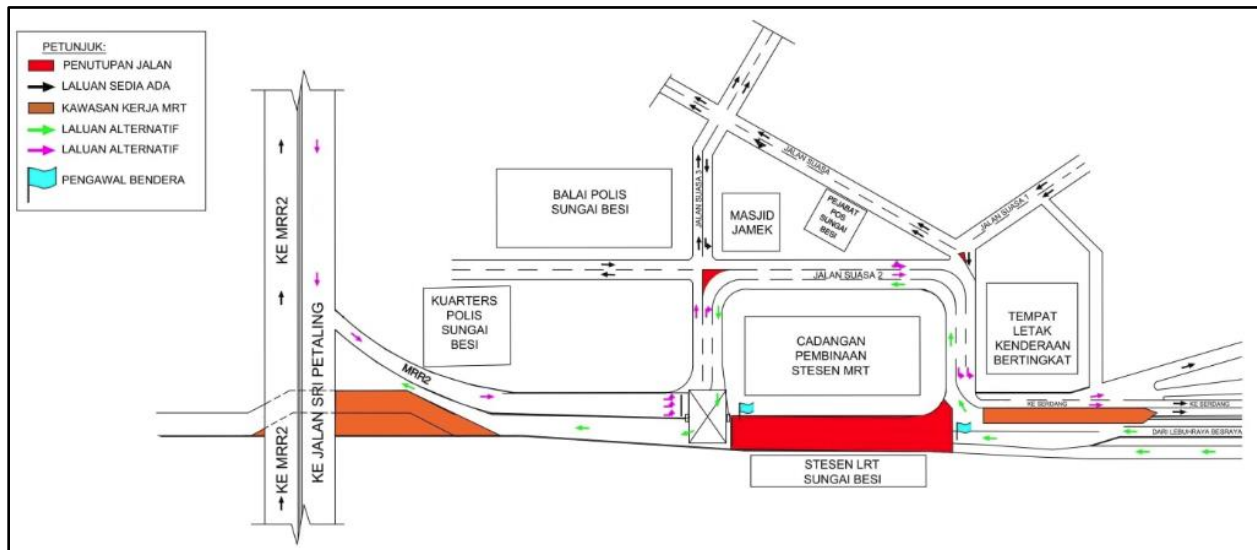 PETUNJUK:
PENUTUPAN JALAN
LALUAN SEDIA ADA
KAWASAN KERJA MRT
LALUAN ALTERNATIF
LALUAN ALTERNATIF
PENGAWAL BENDERA
KE MRR2
KE MRR2
KE JALAN SRI PETALING
BALAI POLIS
SUNGAI BESI
KUARTERS
POLIS
SUNGAI
BESI
MRR2
JALAN SUASA 3
MASJID
JAMEK
PEJABAT
POS
SUNGAI
BESI
JALAN SUASA
JALAN SUASA 1
JALAN SUASA 2
CADANGAN
PEMBINAAN
STESEN MRT
TEMPAT
LETAK
KENDERAAN
BERTINGKAT
KE SERDANG
KE SERDANG
DARI LEBUHRAYA BESRAYA
STESEN LRT
SUNGAI BESI